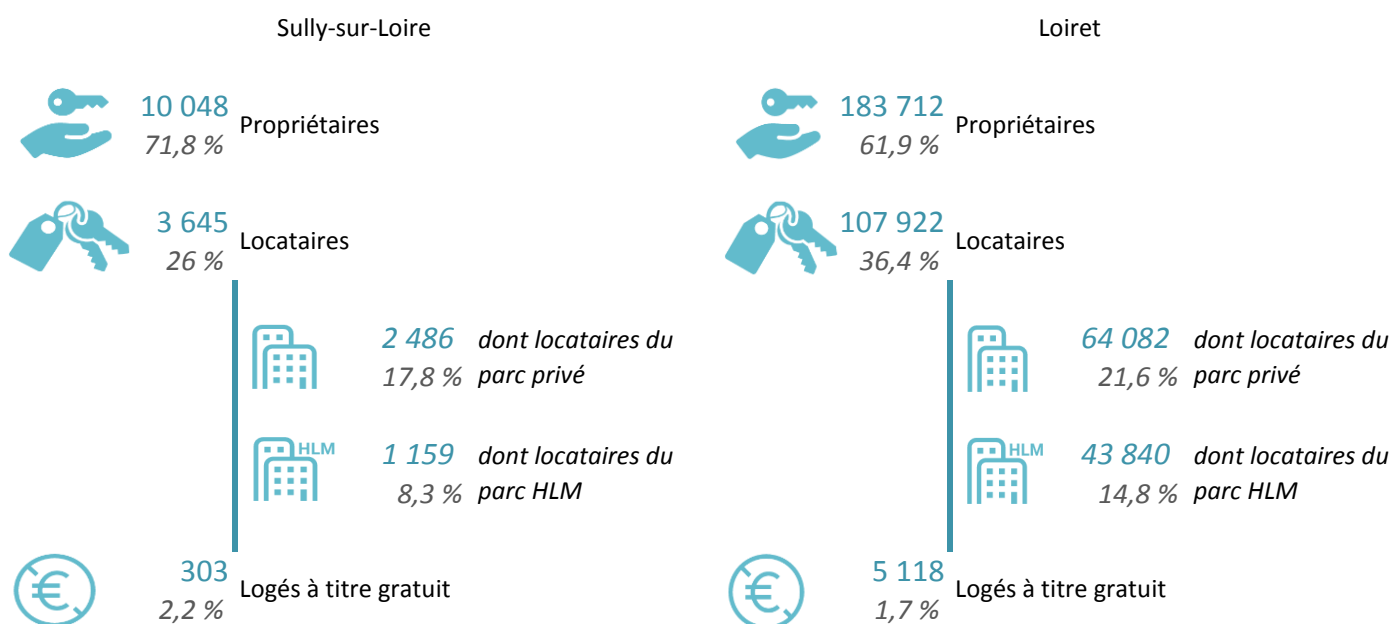 Sully-sur-Loire
10 048
71,8 %
Propriétaires
3 645
26 %
Locataires
2 486
17,8 %
dont locataires du
parc privé
HLM
1 159
8,3 %
dont locataires du
parc HLM
€
303
2,2 %
Logés à titre gratuit
Loiret
183 712
61,9 %
Propriétaires
107 922
36,4 %
Locataires
64 082
21,6 %
dont locataires du
parc privé
HLM
43 840
14,8 %
dont locataires du
parc HLM
€
5 118
1,7 %
Logés à titre gratuit